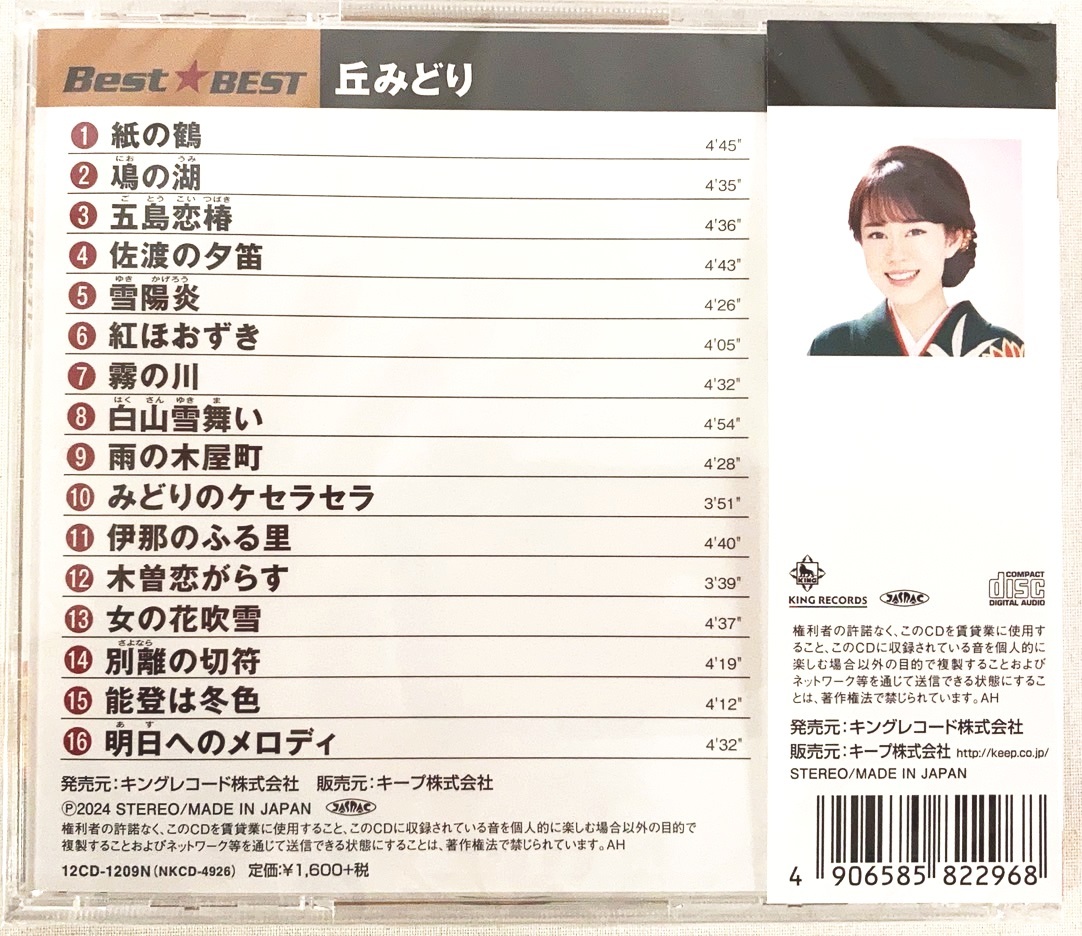 Best★BEST 丘みどり
1 紙の鶴 4'45"
にお うみ
2 鳰の湖 4'35"
ご とう こい つばき
3 五島恋椿 4'36"
4 佐渡の夕笛 4'43"
ゆき かげろう
5 雪陽炎 4'26"
6 紅ほおずき 4'05"
7 霧の川 4'32"
はく さん ゆき ま
8 白山雪舞い 4'54"
9 雨の木屋町 4'28"
10 みどりのケセラセラ 3'51"
11 伊那のふる里 4'40"
12 木曽恋がらす 3'39"
13 女の花吹雪 4'37"
さよなら
14 別離の切符 4'19"
15 能登は冬色 4'12"
あ す
16 明日へのメロディ 4'32"
発売元:キングレコード株式会社 販売元:キープ株式会社
Ⓟ2024 STEREO/MADE IN JAPAN JASRAC
権利者の許諾なく、このCDを賃貸業に使用すること、このCDに収録されている音を個人的に楽しむ場合以外の目的で
複製することおよびネットワーク等を通じて送信できる状態にすることは、著作権法で禁じられています。AH
12CD-1209N(NKCD-4926) 定価:¥1,600+税
KING
KING RECORDS JASRAC COMPACT disc DIGITAL AUDIO
権利者の許諾なく、このCDを賃貸業に使用す
ること、このCDに収録されている音を個人的に
楽しむ場合以外の目的で複製することおよび
ネットワーク等を通じて送信できる状態にするこ
とは、著作権法で禁じられています。AH
発売元:キングレコード株式会社
販売元:キープ株式会社 http://keep.co.jp/
STEREO/MADE IN JAPAN
4 906585 822968